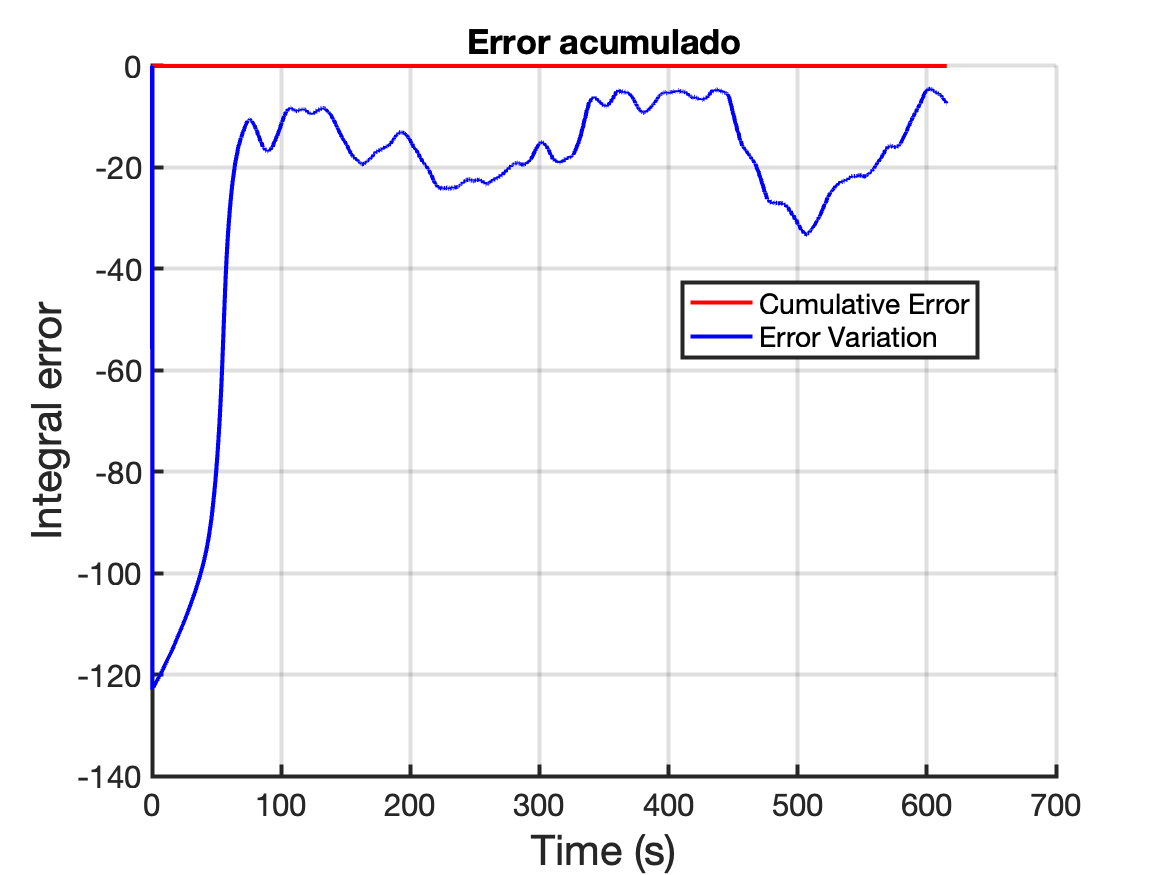 Error acumulado
0
-20
-40
-60
-80
-100
-120
-140
Integral error
Cumulative Error
Error Variation
0 100 200 300 400 500 600 700
Time (s)